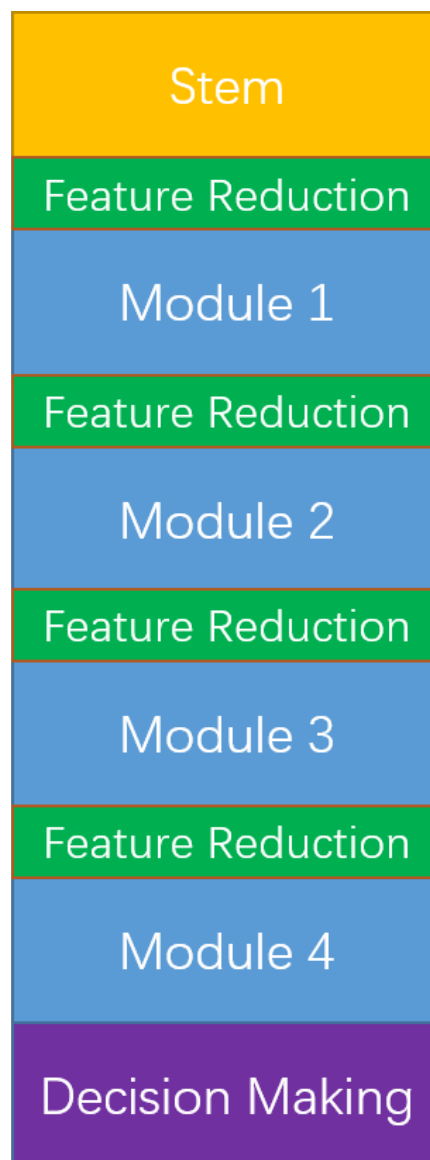 Stem
Feature Reduction
Module 1
Feature Reduction
Module 2
Feature Reduction
Module 3
Feature Reduction
Module 4
Decision Making